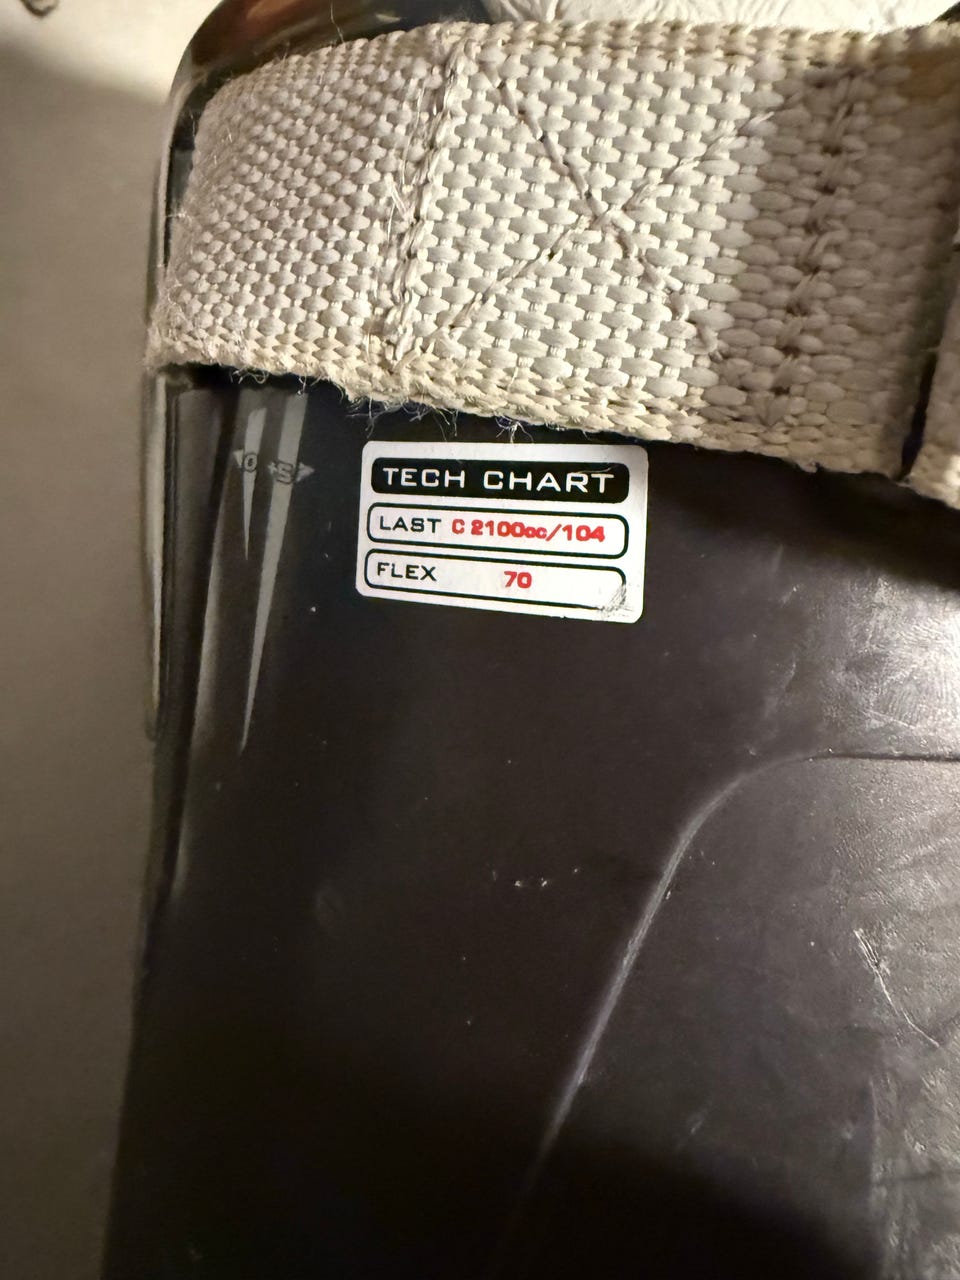 TECH CHART
LAST C 2100cc/104
FLEX 70